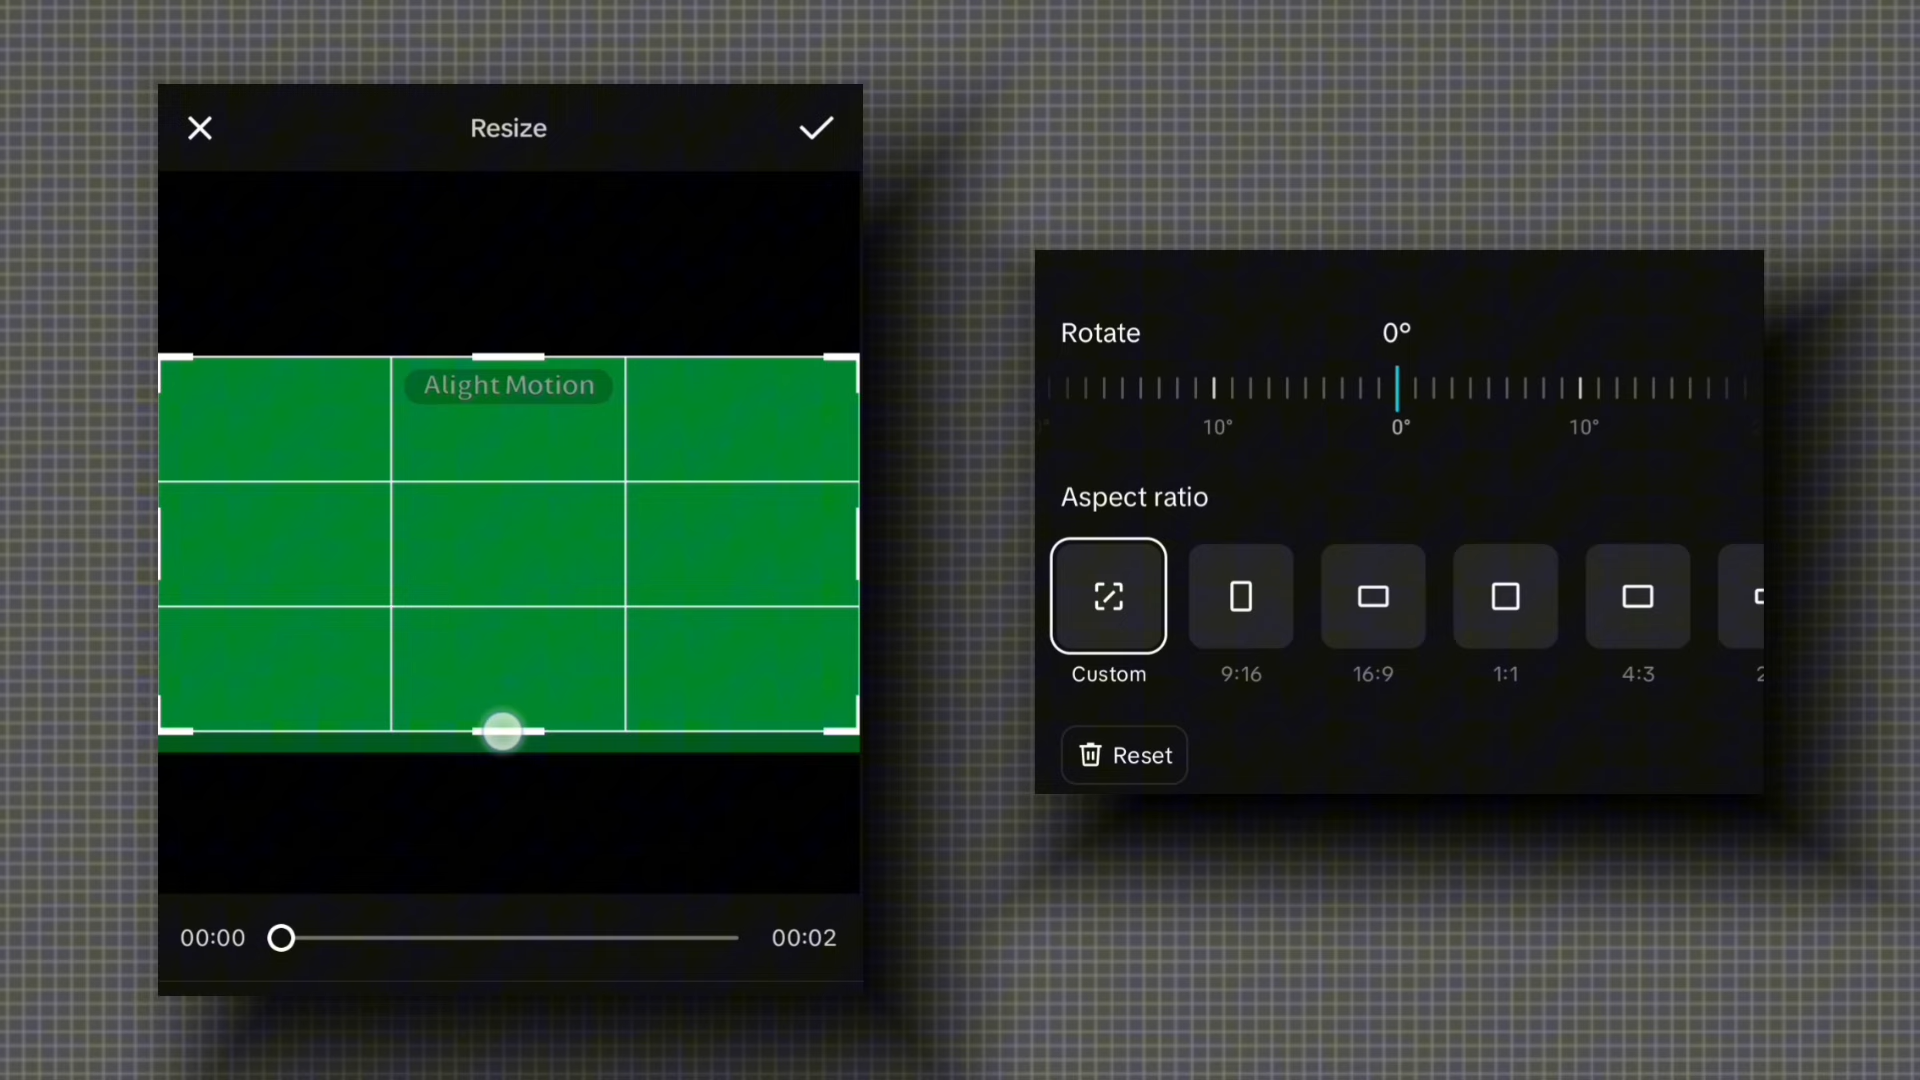 Resize
Alight Motion
00:00
00:02
Rotate
0°
10°
0°
10°
Aspect ratio
Custom
9:16
16:9
1:1
4:3
Reset